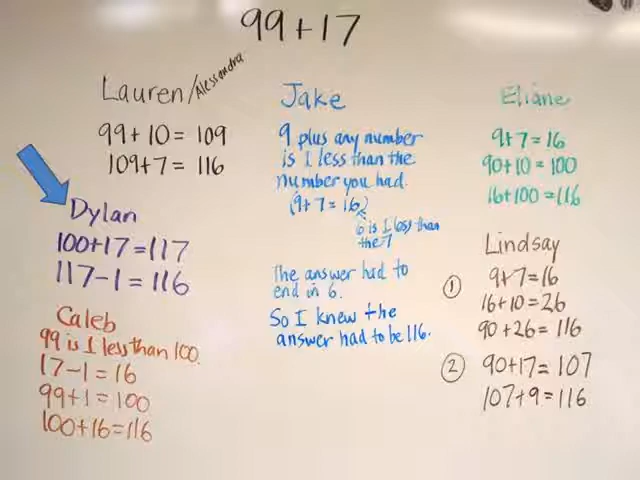 99+17
Lauren/Alessandra
99+10=109
109+7=116
Dylan
100+17=117
117-1=116
Caleb
99 is 1 less than 100.
17-1=16
99+1=100
100+16=116
Jake
9 plus any number
is 1 less than the
number you had.
(9+7=16)
6 is 1 less than
the 7
The answer had to
end in 6.
So I knew the
answer had to be 116.
Eliane
9+7=16
90+10=100
16+100=116
Lindsay
① 9+7=16
16+10=26
90+26=116
② 90+17=107
107+9=116